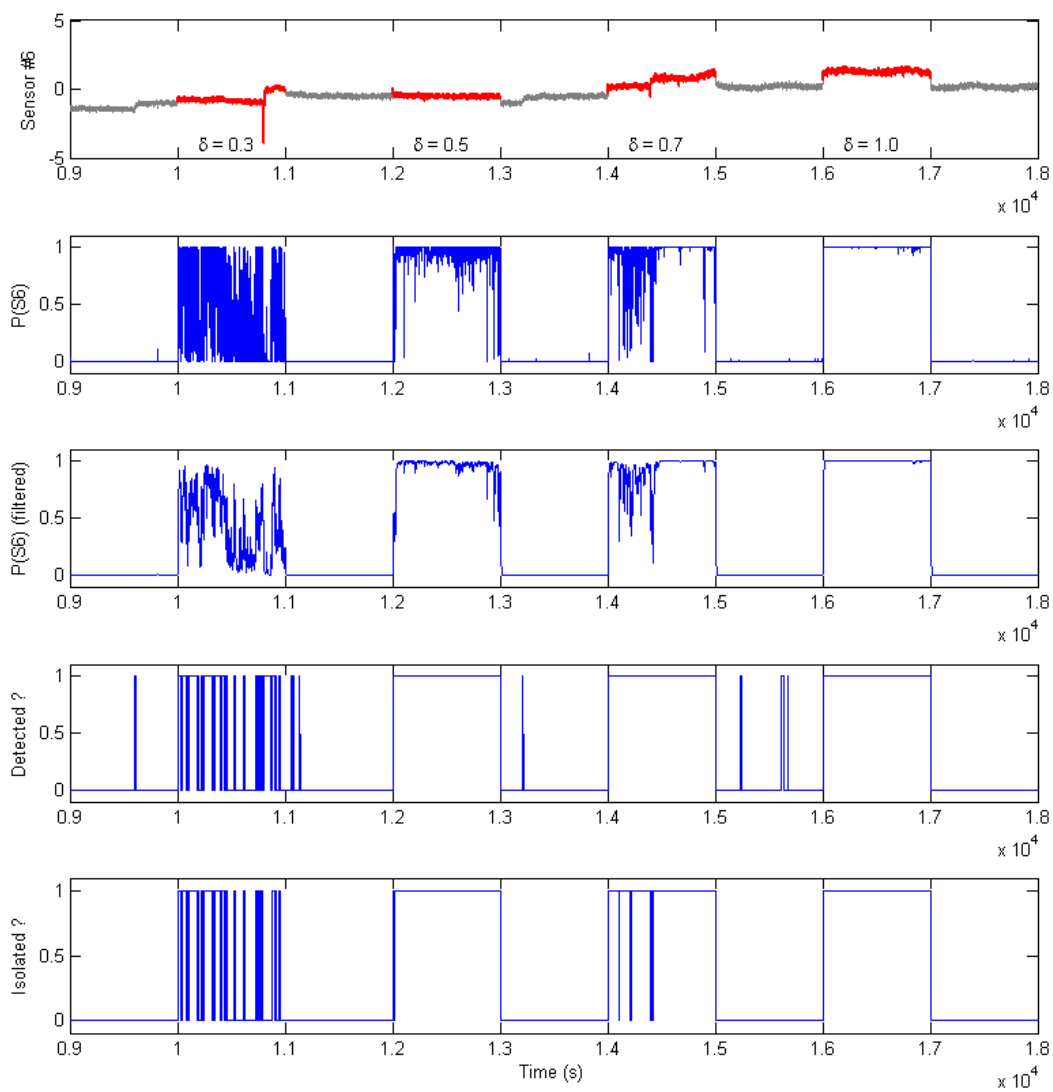 5
0
-5
Sensor #6
δ = 0.3
δ = 0.5
δ = 0.7
δ = 1.0
0.9 1 1.1 1.2 1.3 1.4 1.5 1.6 1.7 1.8
x 10^4
1
0.5
0
P(S6)
0.9 1 1.1 1.2 1.3 1.4 1.5 1.6 1.7 1.8
x 10^4
1
0.5
0
P(S6) (filtered)
0.9 1 1.1 1.2 1.3 1.4 1.5 1.6 1.7 1.8
x 10^4
1
0.5
0
Detected ?
0.9 1 1.1 1.2 1.3 1.4 1.5 1.6 1.7 1.8
x 10^4
1
0.5
0
Isolated ?
0.9 1 1.1 1.2 1.3 1.4 1.5 1.6 1.7 1.8
Time (s)
x 10^4